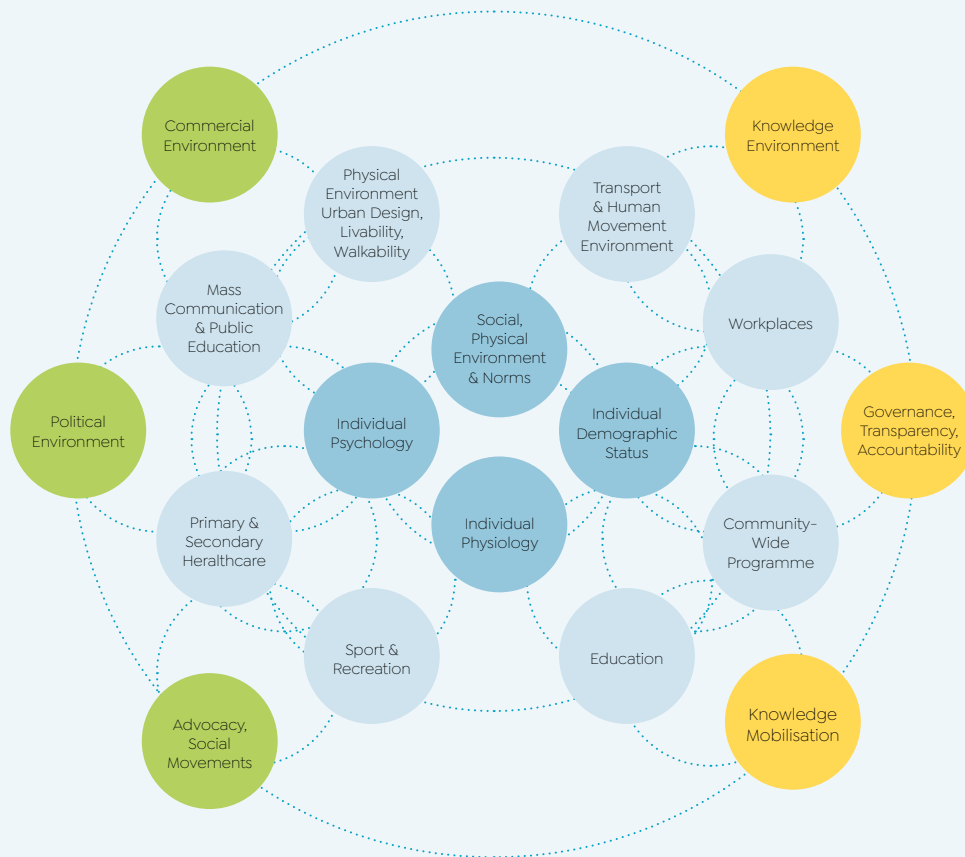 Commercial
Environment
Knowledge
Environment
Physical
Environment
Urban Design,
Livability,
Walkability
Transport
& Human
Movement
Environment
Mass
Communication
& Public
Education
Social,
Physical
Environment
& Norms
Workplaces
Political
Environment
Individual
Psychology
Individual
Demographic
Status
Governance,
Transparency,
Accountability
Primary &
Secondary
Heralthcare
Individual
Physiology
Community-
Wide
Programme
Sport &
Recreation
Education
Advocacy,
Social
Movements
Knowledge
Mobilisation